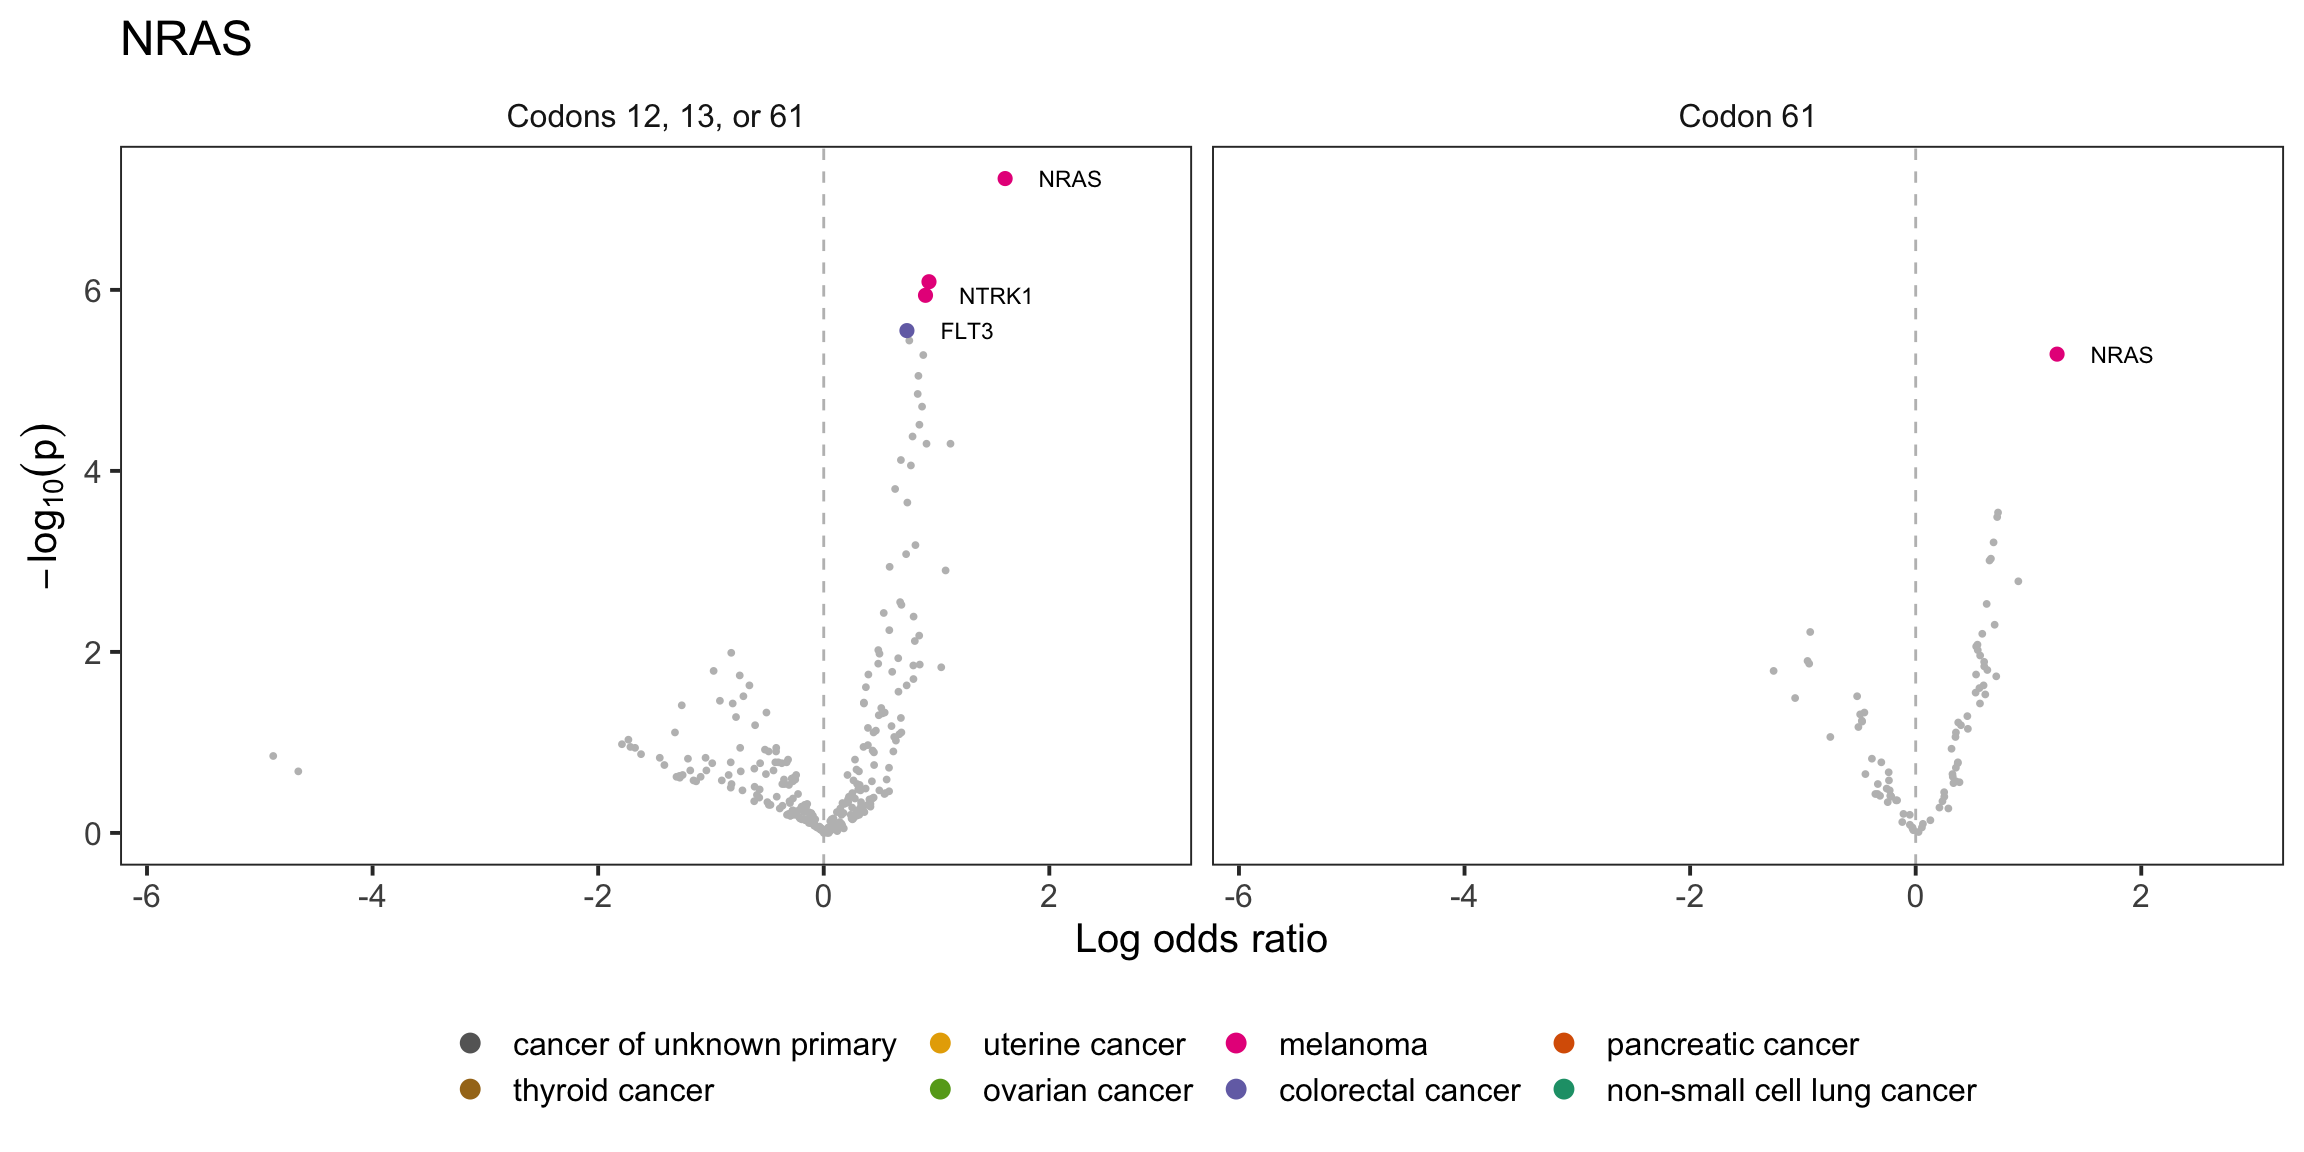 NRAS
Codons 12, 13, or 61
Codon 61
NRAS
NTRK1
FLT3
NRAS
−log10(p)
6
4
2
0
-6 -4 -2 0 2
-6 -4 -2 0 2
Log odds ratio
cancer of unknown primary uterine cancer melanoma pancreatic cancer
thyroid cancer ovarian cancer colorectal cancer non-small cell lung cancer